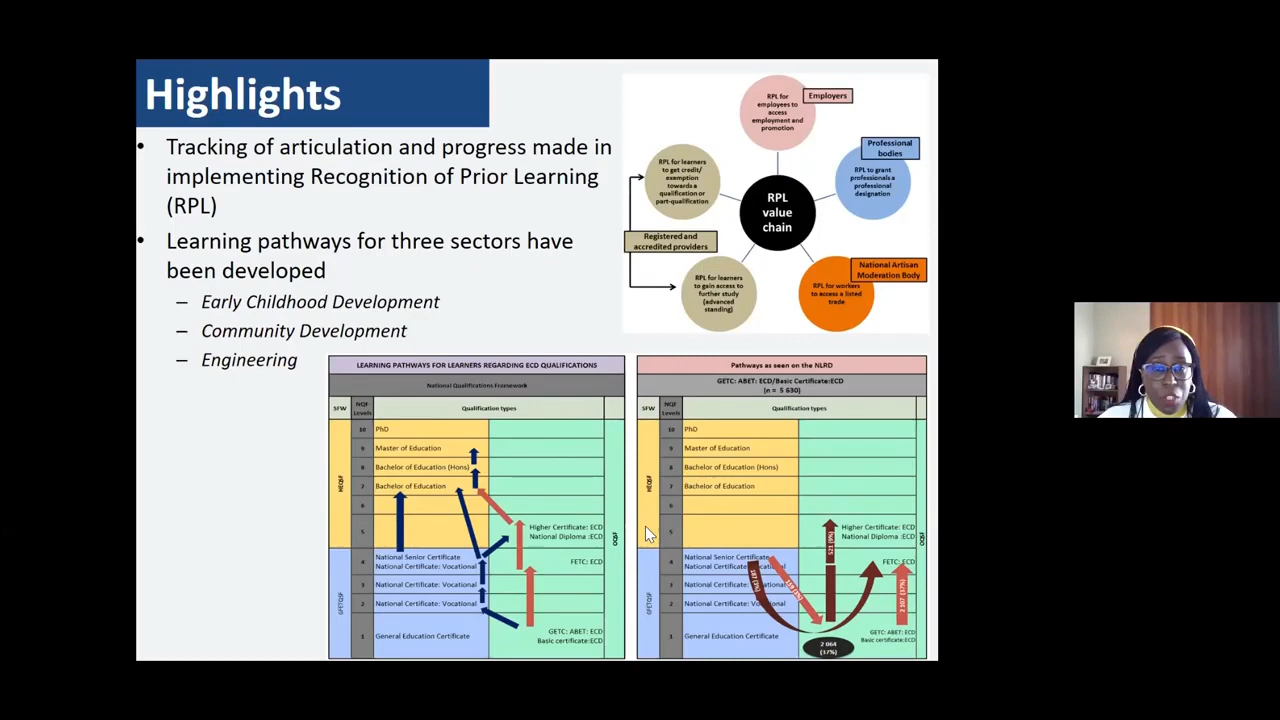 Highlights
• Tracking of articulation and progress made in
implementing Recognition of Prior Learning
(RPL)
• Learning pathways for three sectors have
been developed
– Early Childhood Development
– Community Development
– Engineering
RPL for
employees to
access
employment and
promotion
Employers
Professional
bodies
RPL to grant
professionals a
professional
designation
RPL for learners
to get credit/
exemption
towards a
qualification or
part-qualification
RPL
value
chain
Registered and
accredited providers
RPL for learners
to gain access to
further study
(advanced
standing)
National Artisan
Moderation Body
RPL for workers
to access a listed
trade
LEARNING PATHWAYS FOR LEARNERS REGARDING ECD QUALIFICATIONS
National Qualifications Framework
SFW
NQF
Levels
Qualification types
HEQSF
10 PhD
9 Master of Education
8 Bachelor of Education (Hons)
7 Bachelor of Education
6
5
Higher Certificate: ECD
National Diploma :ECD
OQSF
GFETQSF
4
National Senior Certificate
National Certificate: Vocational
FETC: ECD
3 National Certificate: Vocational
2 National Certificate: Vocational
1 General Education Certificate
GETC: ABET: ECD
Basic certificate:ECD
Pathways as seen on the NLRD
GETC: ABET: ECD/Basic Certificate:ECD
(n = 5 630)
SFW
NQF
Levels
Qualification types
HEQSF
10 PhD
9 Master of Education
8 Bachelor of Education (Hons)
7 Bachelor of Education
6
5
Higher Certificate: ECD
National Diploma :ECD
OQSF
521 (9%)
GFETQSF
4
National Senior Certificate
National Certificate: Vocational
FETC: ECD
3 National Certificate: Vocational
2 National Certificate: Vocational
2 107 (37%)
1 General Education Certificate
GETC: ABET: ECD
Basic certificate:ECD
2 064
(37%)